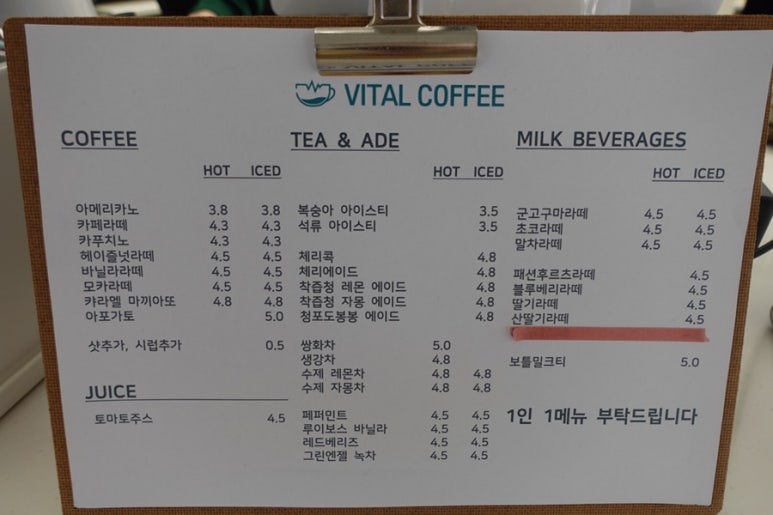 VITAL COFFEE
COFFEE
HOT ICED
아메리카노 3.8 3.8
카페라떼 4.3 4.3
카푸치노 4.3 4.3
헤이즐넛라떼 4.5 4.5
바닐라라떼 4.5 4.5
모카라떼 4.5 4.5
캬라멜 마끼아또 4.8 4.8
아포가토 5.0
샷추가, 시럽추가 0.5
JUICE
토마토주스 4.5
TEA & ADE
HOT ICED
복숭아 아이스티 3.5
석류 아이스티 3.5
체리콕 4.8
체리에이드 4.8
착즙청 레몬 에이드 4.8
착즙청 자몽 에이드 4.8
청포도봉봉 에이드 4.8
쌍화차 5.0
생강차 4.8
수제 레몬차 4.8 4.8
수제 자몽차 4.8 4.8
페퍼민트 4.5 4.5
루이보스 바닐라 4.5 4.5
레드베리즈 4.5 4.5
그린엔젤 녹차 4.5 4.5
MILK BEVERAGES
HOT ICED
군고구마라떼 4.5 4.5
초코라떼 4.5 4.5
말차라떼 4.5 4.5
패션후르츠라떼 4.5
블루베리라떼 4.5
딸기라떼 4.5
산딸기라떼 4.5
보틀밀크티 5.0
1인 1메뉴 부탁드립니다